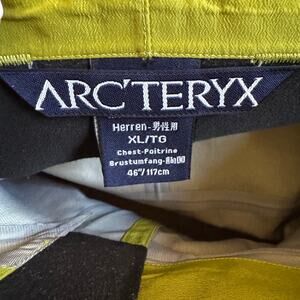 ARC'TERYX
Herren-男性用
XL/TG
Chest-Poitrine
Brustumfang-胸囲
46"/117cm